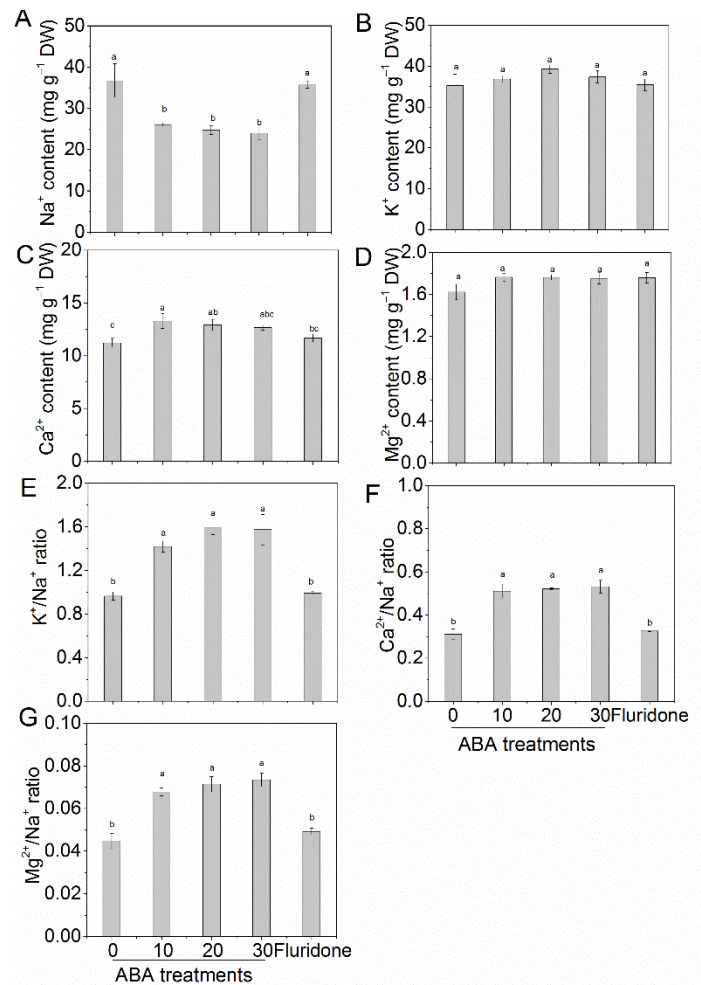 A
B
50
40
30
20
10
0
Na⁺ content (mg g⁻¹ DW)
a
b
b
b
a
50
40
30
20
10
0
K⁺ content (mg g⁻¹ DW)
a
a
a
a
a
C
D
20
15
10
5
0
Ca²⁺ content (mg g⁻¹ DW)
c
a
ab
abc
bc
2.0
1.6
1.2
0.8
0.4
0.0
Mg²⁺ content (mg g⁻¹ DW)
a
a
a
a
a
E
F
2.0
1.6
1.2
0.8
0.4
0.0
K⁺/Na⁺ ratio
b
a
a
a
b
1.0
0.8
0.6
0.4
0.2
0.0
Ca²⁺/Na⁺ ratio
b
a
a
a
b
0 10 20 30 Fluridone
ABA treatments
G
0.10
0.08
0.06
0.04
0.02
0.00
Mg²⁺/Na⁺ ratio
b
a
a
a
b
0 10 20 30 Fluridone
ABA treatments